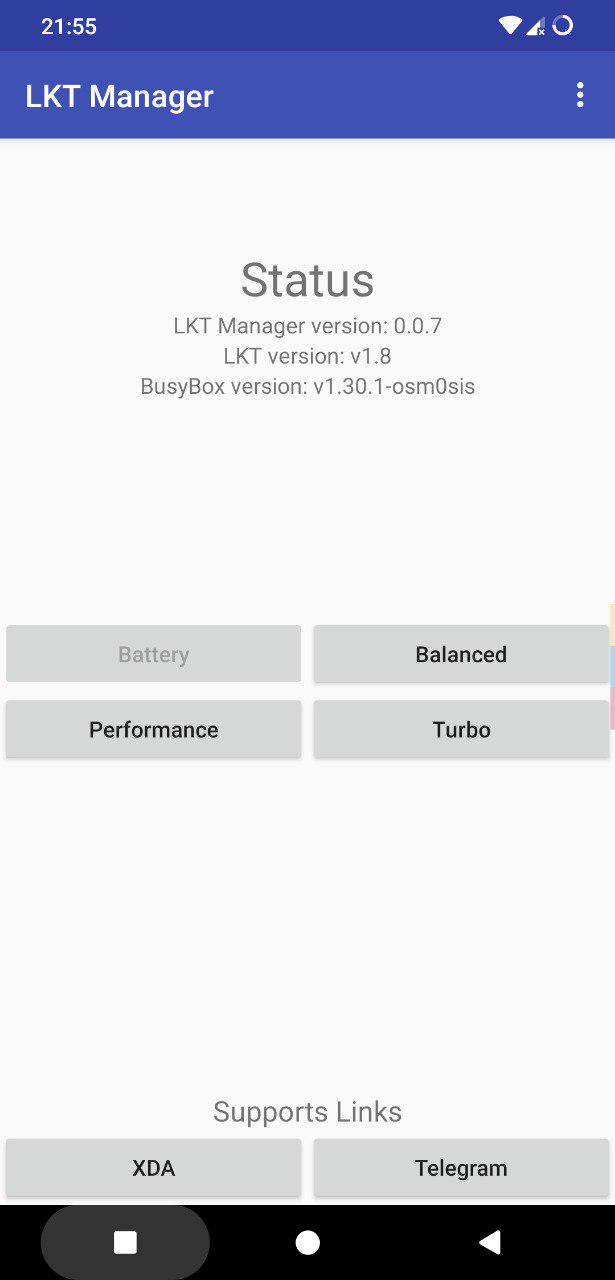 21:55
LKT Manager
Status
LKT Manager version: 0.0.7
LKT version: v1.8
BusyBox version: v1.30.1-osm0sis
Battery Balanced
Performance Turbo
Supports Links
XDA Telegram